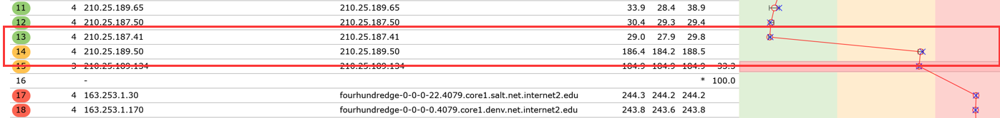 11 4 210.25.189.65 210.25.189.65 33.9 28.4 38.9
12 4 210.25.187.50 210.25.187.50 30.4 29.3 29.4
13 4 210.25.187.41 210.25.187.41 29.0 27.9 29.8
14 4 210.25.189.50 210.25.189.50 186.4 184.2 188.5
15 3 210.25.189.134 210.25.189.134 184.9 184.9 184.9 33.3
16 - * 100.0
17 4 163.253.1.30 fourhundredge-0-0-0-22.4079.core1.salt.net.internet2.edu 244.3 244.2 244.2
18 4 163.253.1.170 fourhundredge-0-0-0-0.4079.core1.denv.net.internet2.edu 243.8 243.6 243.8